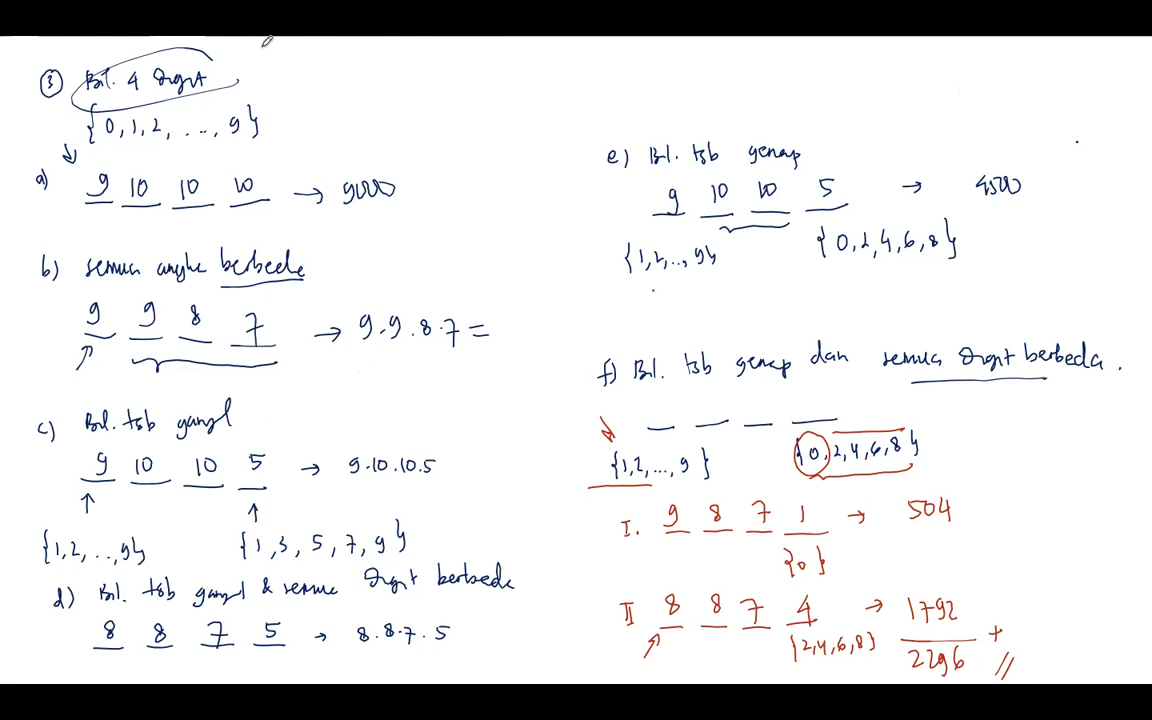 ③ Bil. 4 Digit
{0, 1, 2, ..., 9}
a) 9 10 10 10 → 9000
b) semua angka berbeda
9 9 8 7 → 9.9.8.7 =
c) Bil. tsb ganjil
9 10 10 5 → 9.10.10.5
{1,2,..,9} {1,3,5,7,9}
d) Bil tsb ganjil & semua Digit berbeda
8 8 7 5 → 8.8.7.5
e) Bil. tsb genap
9 10 10 5 → 4500
{1,2,..,9} {0,2,4,6,8}
f) Bil. tsb genap dan semua Digit berbeda.
{1,2,...,9} {0,2,4,6,8}
I. 9 8 7 1 → 504
{0}
II 8 8 7 4 → 1792
{2,4,6,8} +
2296 //